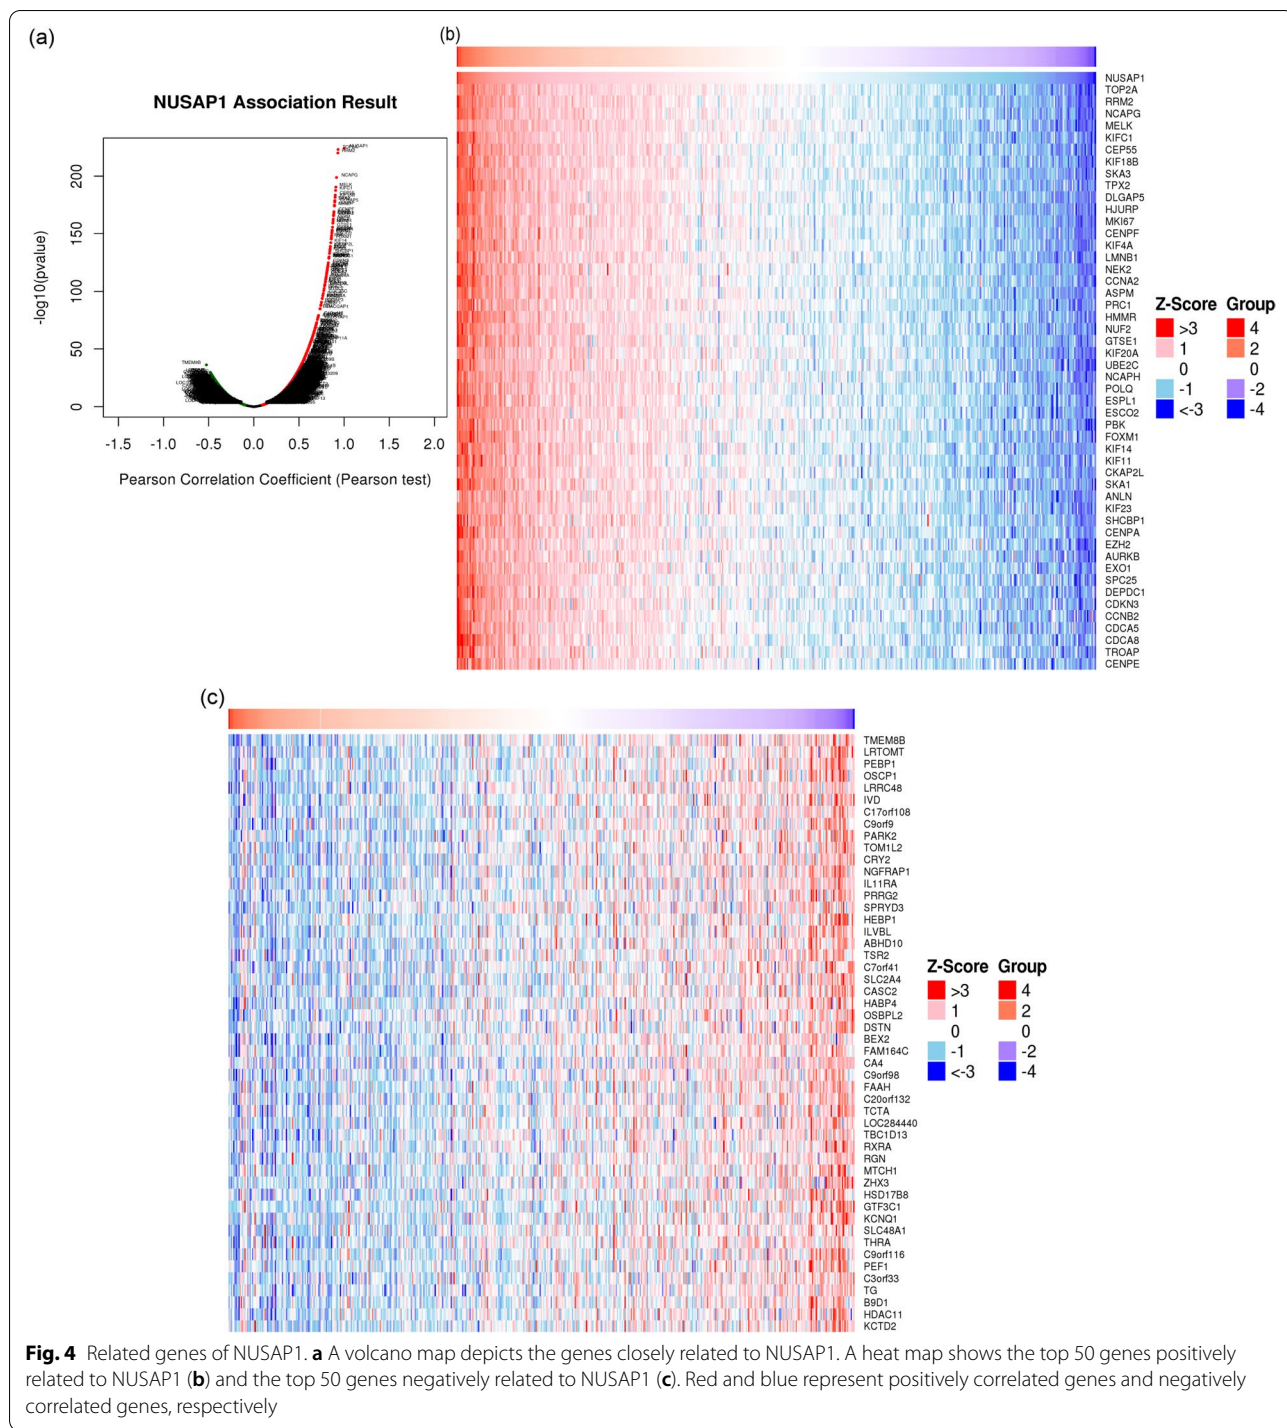 (a)
NUSAP1 Association Result
NUSAP1
RRM2
NCAPG
MELK
TMEM8B
-log10(pvalue)
200
150
100
50
0
-1.5 -1.0 -0.5 0.0 0.5 1.0 1.5 2.0
Pearson Correlation Coefficient (Pearson test)
(b)
NUSAP1
TOP2A
RRM2
NCAPG
MELK
KIFC1
CEP55
KIF18B
SKA3
TPX2
DLGAP5
HJURP
MKI67
CENPF
KIF4A
LMNB1
NEK2
CCNA2
ASPM
PRC1
HMMR
NUF2
GTSE1
KIF20A
UBE2C
NCAPH
POLQ
ESPL1
ESCO2
PBK
FOXM1
KIF14
KIF11
CKAP2L
SKA1
ANLN
KIF23
SHCBP1
CENPA
EZH2
AURKB
EXO1
SPC25
DEPDC1
CDKN3
CCNB2
CDCA5
CDCA8
TROAP
CENPE
Z-Score Group
>3 4
1 2
0 0
-1 -2
<-3 -4
(c)
TMEM8B
LRTOMT
PEBP1
OSCP1
LRRC48
IVD
C17orf108
C9orf9
PARK2
TOM1L2
CRY2
NGFRAP1
IL11RA
PRRG2
SPRYD3
HEBP1
ILVBL
ABHD10
TSR2
C7orf41
SLC2A4
CASC2
HABP4
OSBPL2
DSTN
BEX2
FAM164C
CA4
C9orf98
FAAH
C20orf132
TCTA
LOC284440
TBC1D13
RXRA
RGN
MTCH1
ZHX3
HSD17B8
GTF3C1
KCNQ1
SLC48A1
THRA
C9orf116
PEF1
C3orf33
TG
B9D1
HDAC11
KCTD2
Z-Score Group
>3 4
1 2
0 0
-1 -2
<-3 -4
Fig. 4 Related genes of NUSAP1. a A volcano map depicts the genes closely related to NUSAP1. A heat map shows the top 50 genes positively
related to NUSAP1 (b) and the top 50 genes negatively related to NUSAP1 (c). Red and blue represent positively correlated genes and negatively
correlated genes, respectively